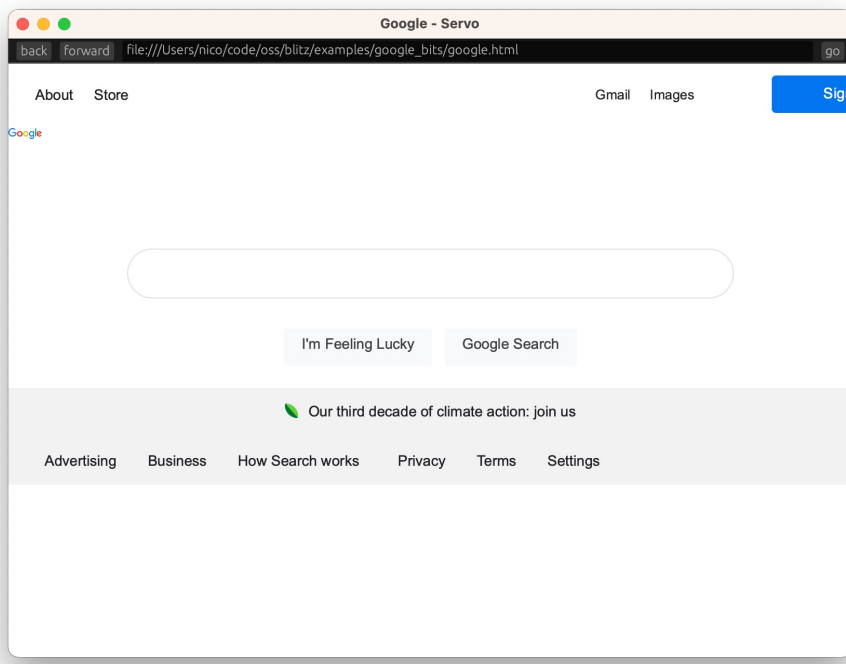 Google - Servo
back forward file:///Users/nico/code/oss/blitz/examples/google_bits/google.html go
About Store Gmail Images Sig
Google
I'm Feeling Lucky Google Search
Our third decade of climate action: join us
Advertising Business How Search works Privacy Terms Settings